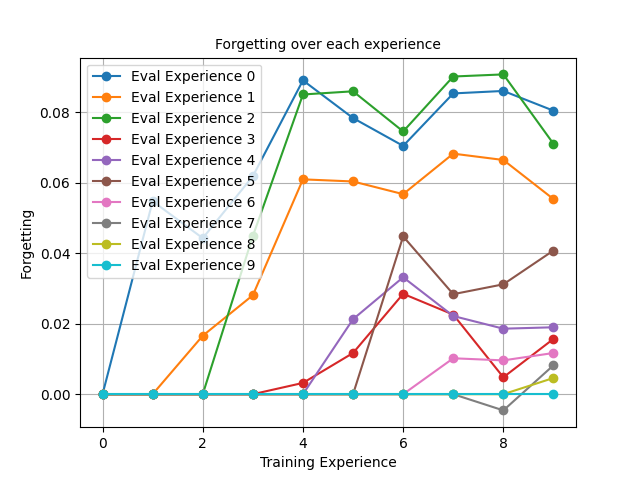 Forgetting over each experience
Eval Experience 0
Eval Experience 1
Eval Experience 2
Eval Experience 3
Eval Experience 4
Eval Experience 5
Eval Experience 6
Eval Experience 7
Eval Experience 8
Eval Experience 9
Forgetting
0.08
0.06
0.04
0.02
0.00
0 2 4 6 8
Training Experience